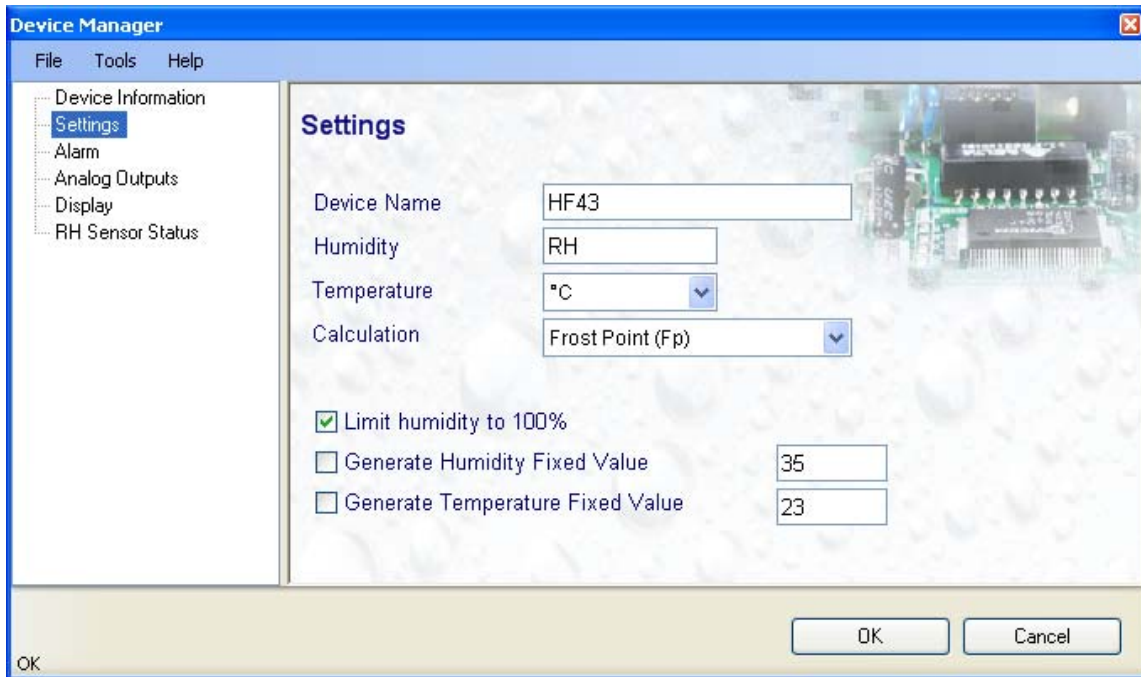 Device Manager
File Tools Help
Device Information
Settings
Alarm
Analog Outputs
Display
RH Sensor Status
Settings
Device Name HF43
Humidity RH
Temperature °C
Calculation Frost Point (Fp)
Limit humidity to 100%
Generate Humidity Fixed Value 35
Generate Temperature Fixed Value 23
OK Cancel
OK